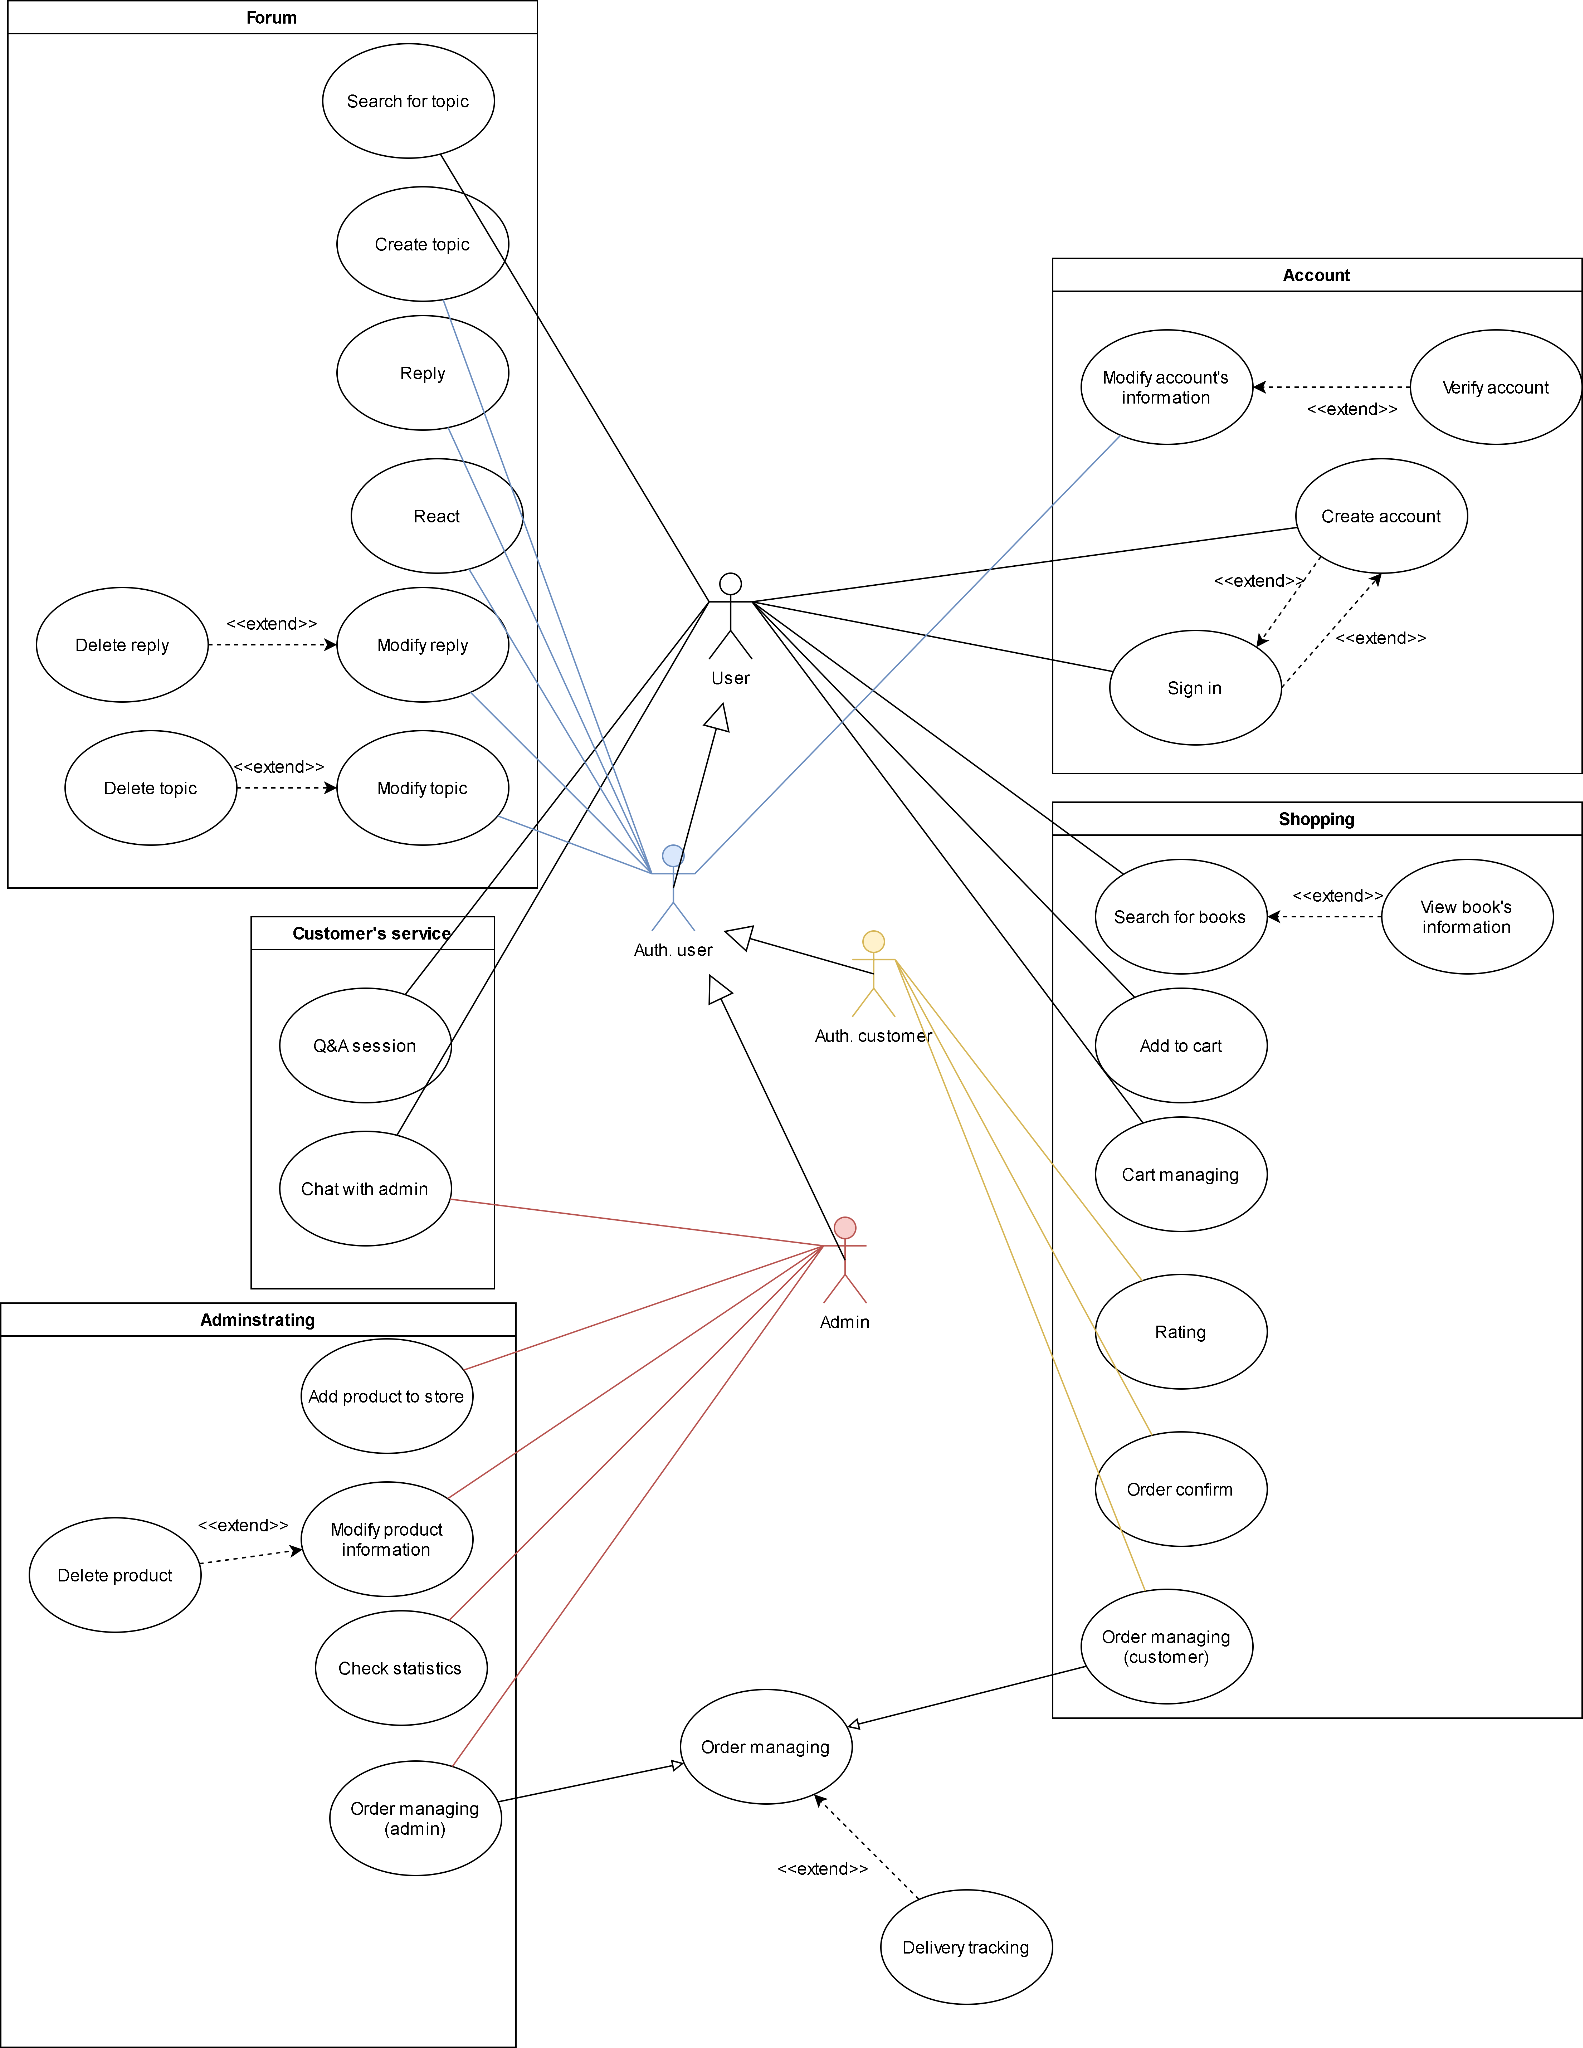 Forum
Search for topic
Create topic
Reply
React
Delete reply
<<extend>>
Modify reply
Delete topic
<<extend>>
Modify topic
Account
Modify account's
information
<<extend>>
Verify account
Create account
<<extend>>
<<extend>>
Sign in
User
Auth. user
Auth. customer
Admin
Customer's service
Q&A session
Chat with admin
Shopping
Search for books
<<extend>>
View book's
information
Add to cart
Cart managing
Rating
Order confirm
Order managing
(customer)
Adminstrating
Add product to store
Delete product
<<extend>>
Modify product
information
Check statistics
Order managing
(admin)
Order managing
<<extend>>
Delivery tracking